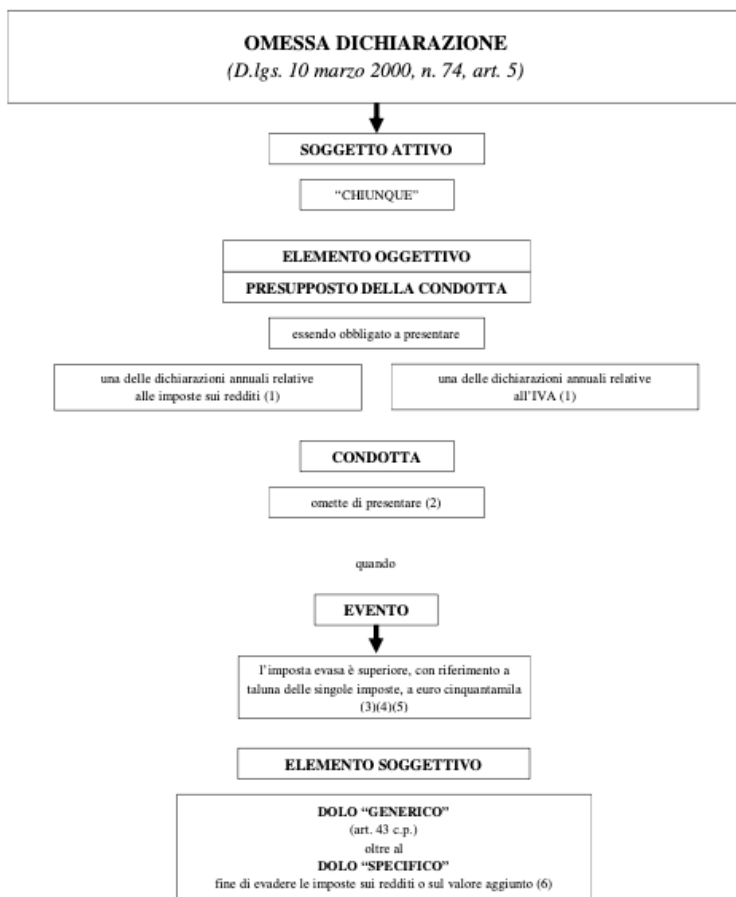 OMESSA DICHIARAZIONE
(D.lgs. 10 marzo 2000, n. 74, art. 5)
SOGGETTO ATTIVO
“CHIUNQUE”
ELEMENTO OGGETTIVO
PRESUPPOSTO DELLA CONDOTTA
essendo obbligato a presentare
una delle dichiarazioni annuali relative
alle imposte sui redditi (1)
una delle dichiarazioni annuali relative
all’IVA (1)
CONDOTTA
omette di presentare (2)
quando
EVENTO
l’imposta evasa è superiore, con riferimento a
taluna delle singole imposte, a euro cinquantamila
(3)(4)(5)
ELEMENTO SOGGETTIVO
DOLO “GENERICO”
(art. 43 c.p.)
oltre al
DOLO “SPECIFICO”
fine di evadere le imposte sui redditi o sul valore aggiunto (6)